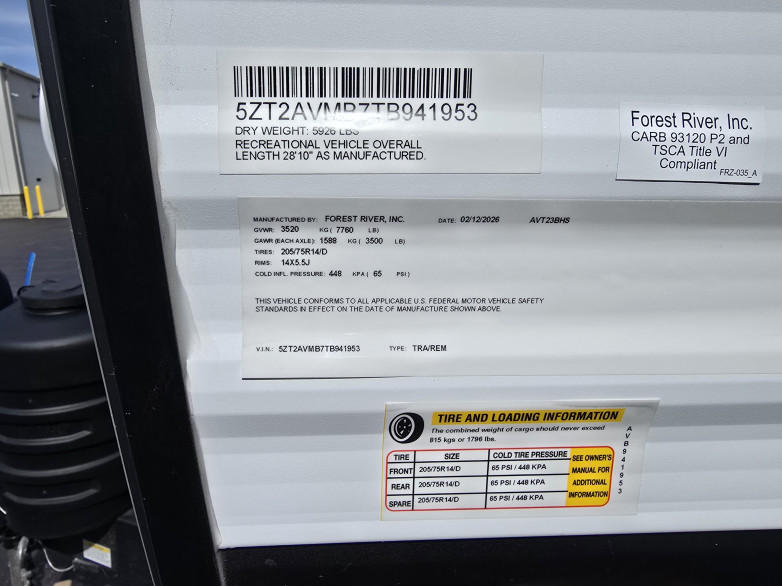 5ZT2AVMB7TB941953
DRY WEIGHT: 5926 LBS
RECREATIONAL VEHICLE OVERALL
LENGTH 28'10" AS MANUFACTURED.
Forest River, Inc.
CARB 93120 P2 and
TSCA Title VI
Compliant
FRZ-035_A
MANUFACTURED BY: FOREST RIVER, INC. DATE: 02/12/2026 AVT23BHS
GVWR: 3520 KG ( 7760 LB)
GAWR (EACH AXLE): 1588 KG ( 3500 LB)
TIRES: 205/75R14/D
RIMS: 14X5.5J
COLD INFL. PRESSURE: 448 KPA ( 65 PSI )
THIS VEHICLE CONFORMS TO ALL APPLICABLE U.S. FEDERAL MOTOR VEHICLE SAFETY
STANDARDS IN EFFECT ON THE DATE OF MANUFACTURE SHOWN ABOVE.
V.I.N.: 5ZT2AVMB7TB941953 TYPE: TRA/REM
TIRE AND LOADING INFORMATION
The combined weight of cargo should never exceed
815 kgs or 1796 lbs.
TIRE SIZE COLD TIRE PRESSURE
FRONT 205/75R14/D 65 PSI / 448 KPA
REAR 205/75R14/D 65 PSI / 448 KPA
SPARE 205/75R14/D 65 PSI / 448 KPA
SEE OWNER'S
MANUAL FOR
ADDITIONAL
INFORMATION
AVB941953